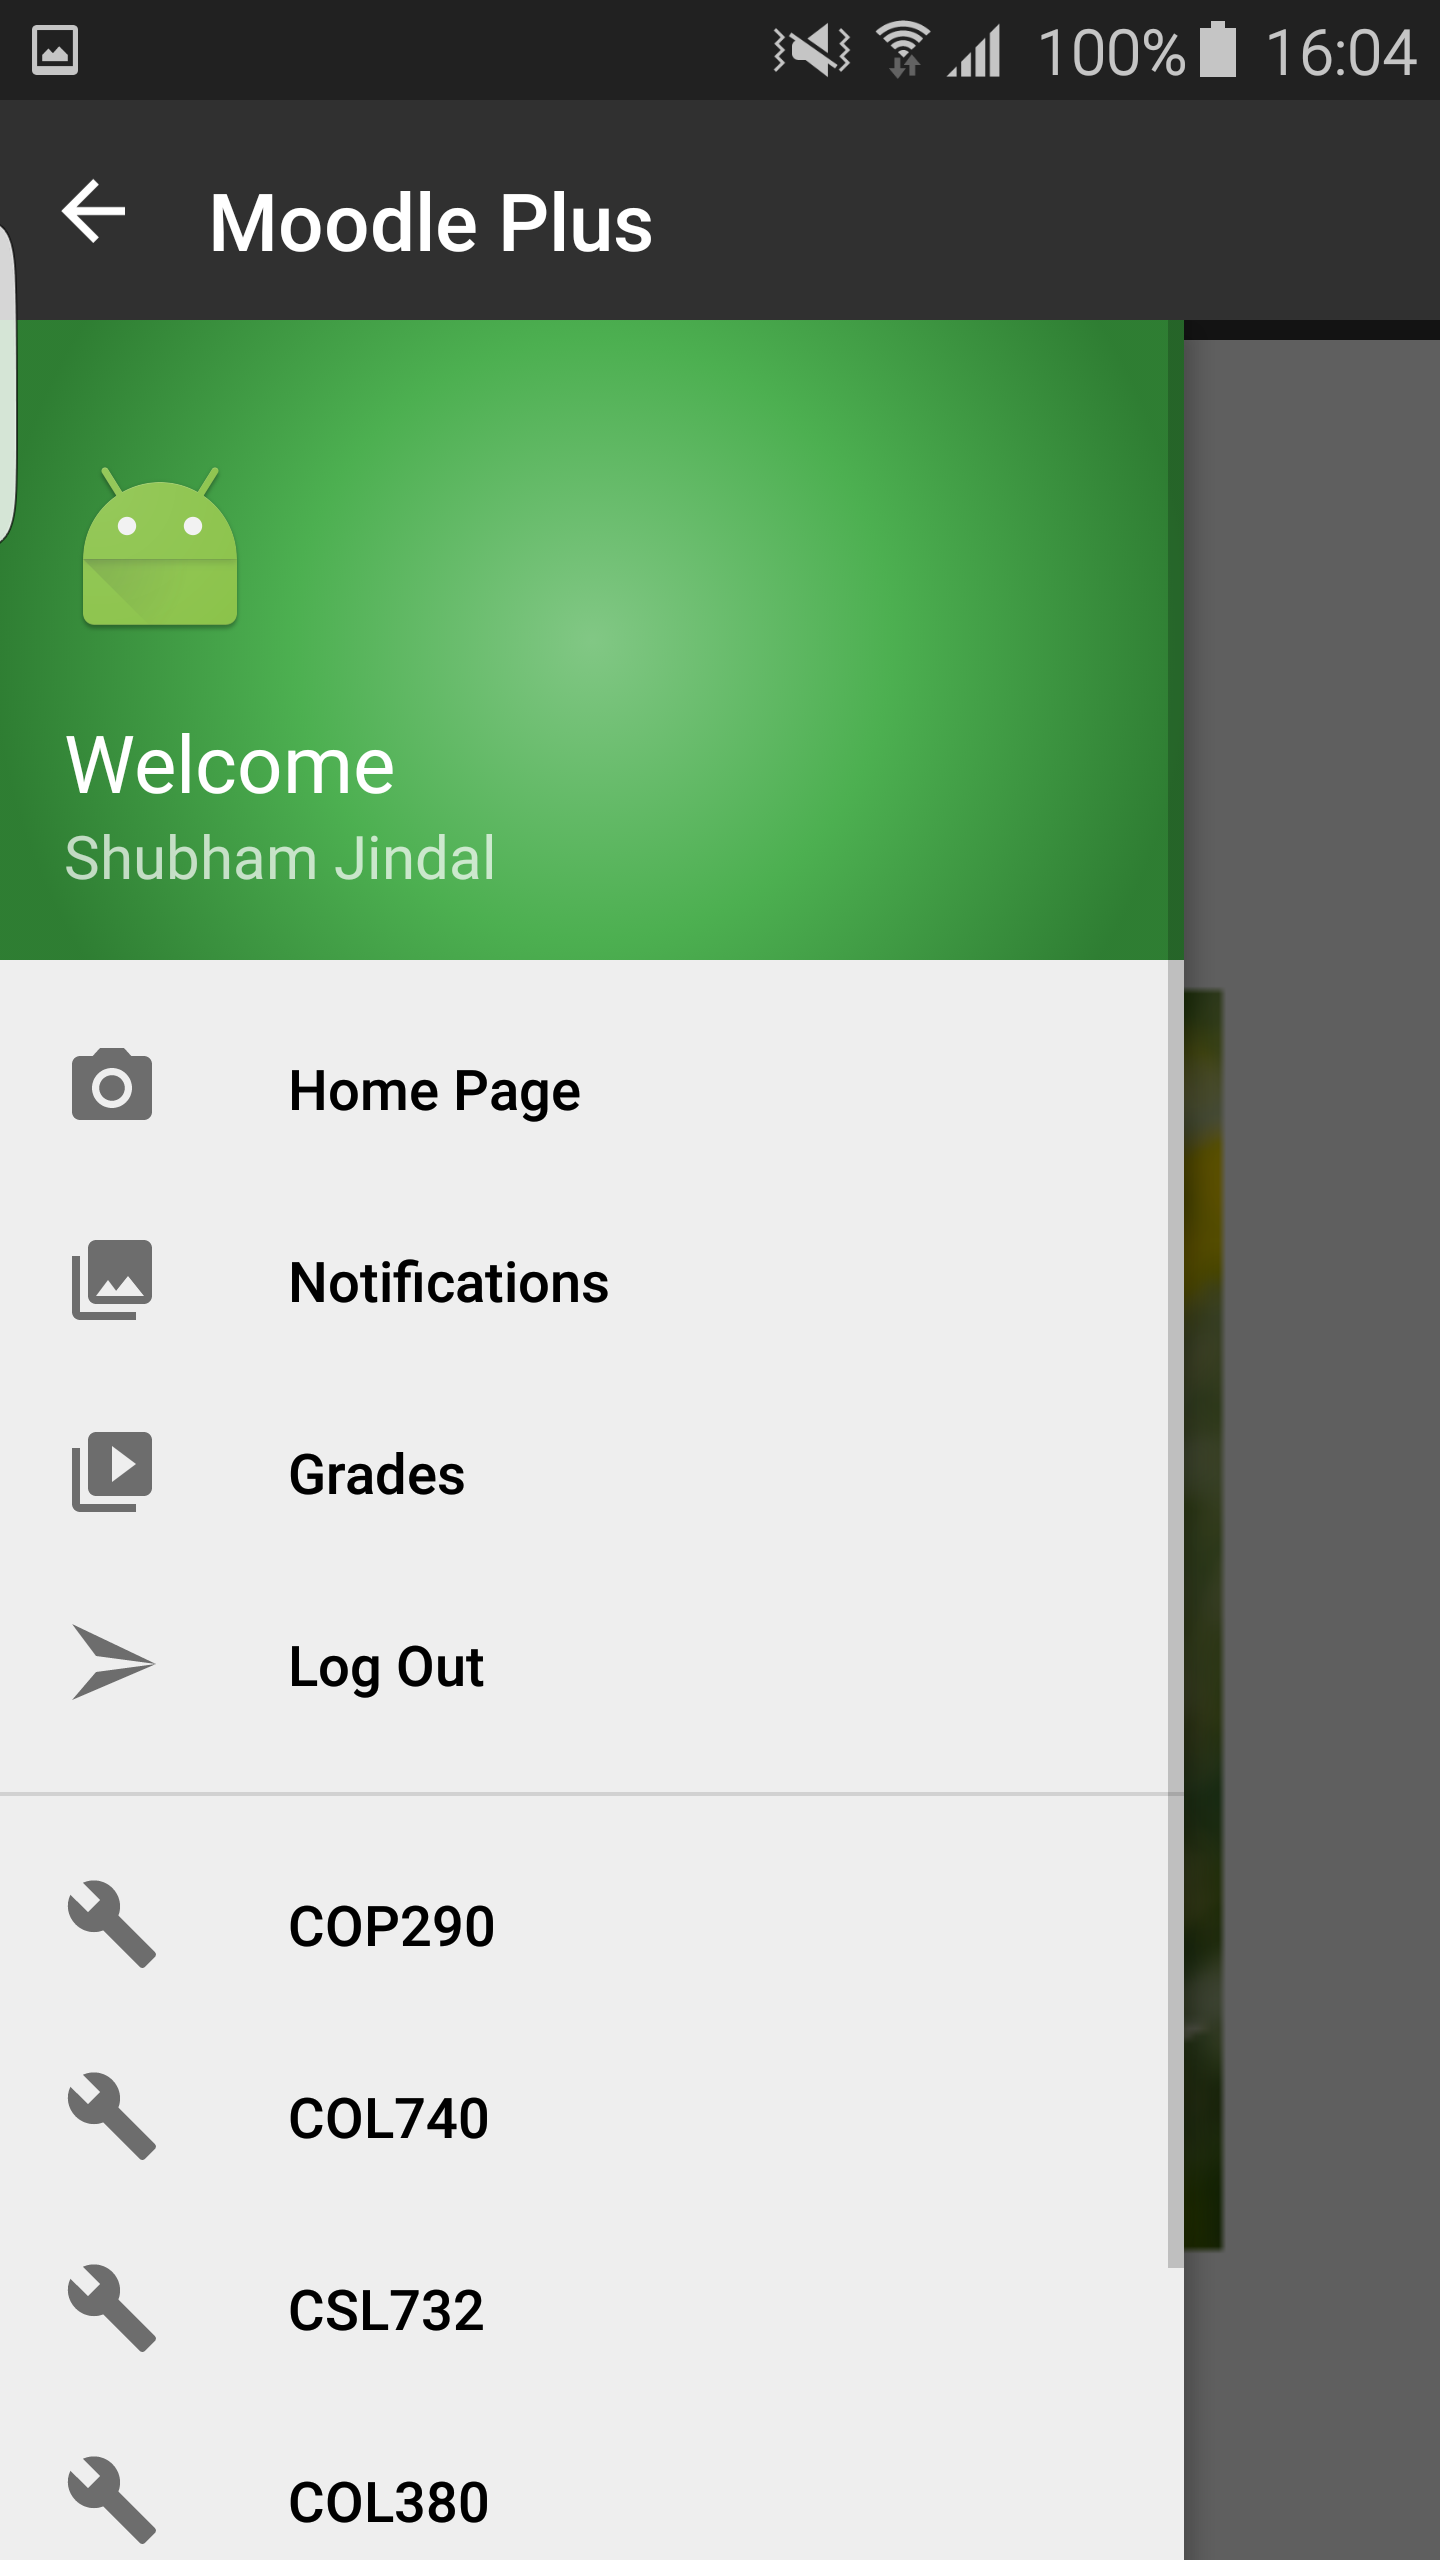 100% 16:04
Moodle Plus
Welcome
Shubham Jindal
Home Page
Notifications
Grades
Log Out
COP290
COL740
CSL732
COL380